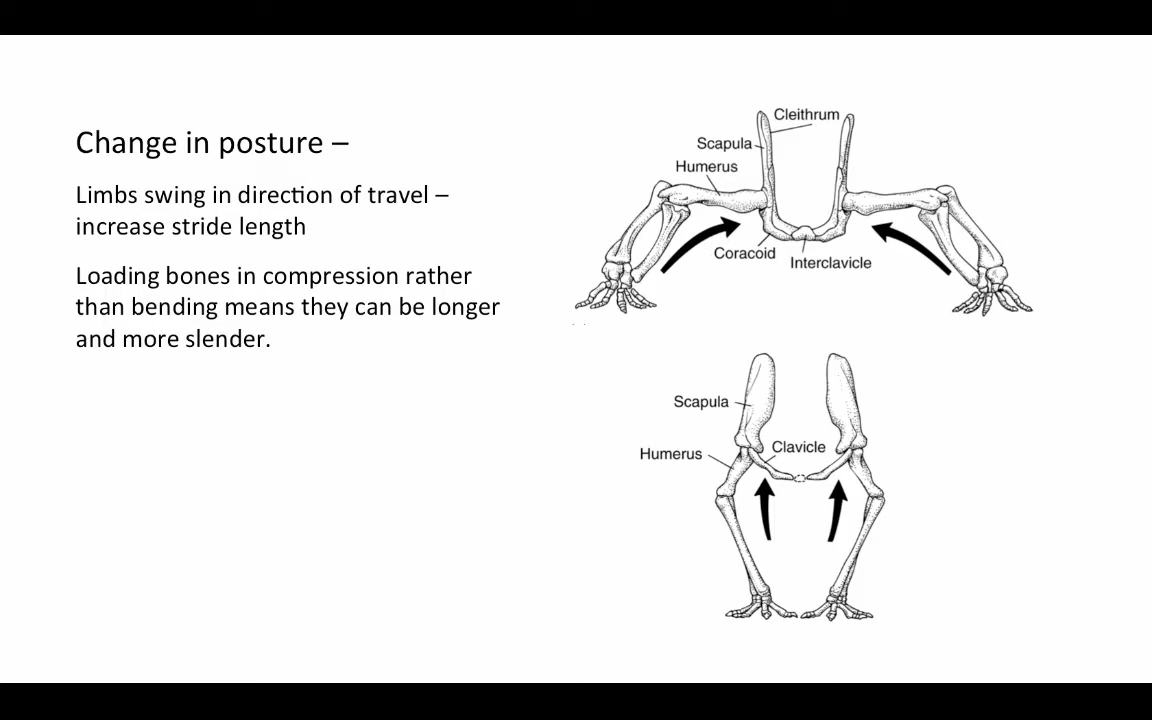 Change in posture –
Limbs swing in direction of travel –
increase stride length
Loading bones in compression rather
than bending means they can be longer
and more slender.
Cleithrum
Scapula
Humerus
Coracoid
Interclavicle
Scapula
Humerus
Clavicle